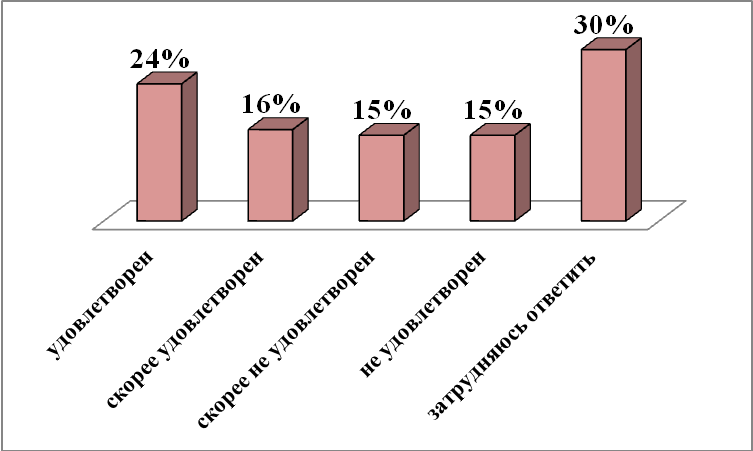 24%
16%
15%
15%
30%
удовлетворен
скорее удовлетворен
скорее не удовлетворен
не удовлетворен
затрудняюсь ответить